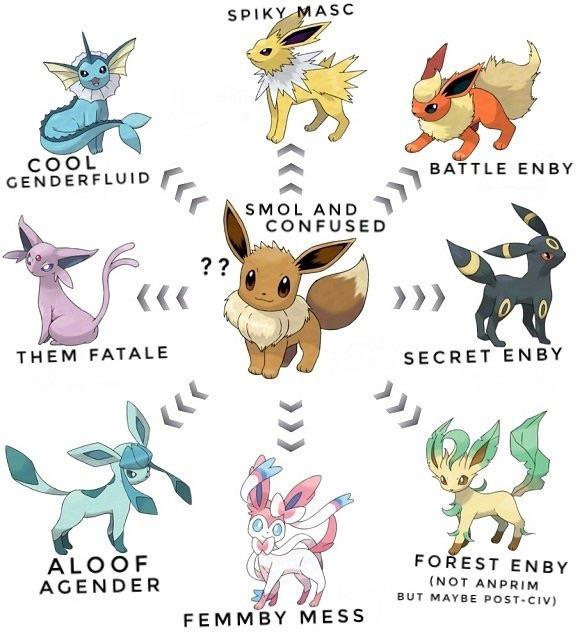 SPIKY MASC
COOL
GENDERFLUID
BATTLE ENBY
SMOL AND
CONFUSED
??
THEM FATALE
SECRET ENBY
ALOOF
AGENDER
FEMMBY MESS
FOREST ENBY
(NOT ANPRIM
BUT MAYBE POST-CIV)